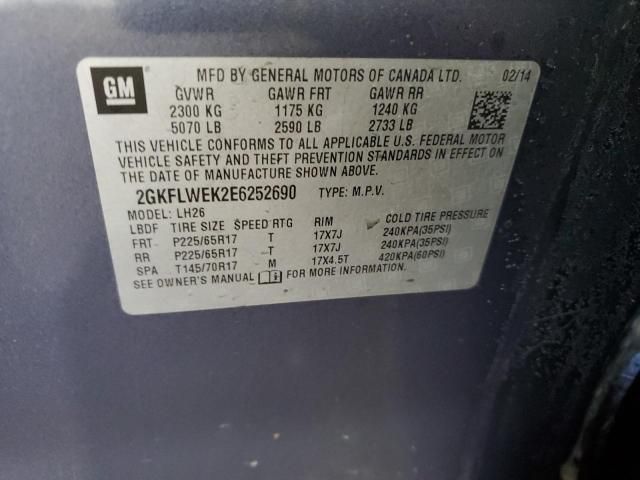 GM
MFD BY GENERAL MOTORS OF CANADA LTD. 02/14
GVWR GAWR FRT GAWR RR
2300 KG 1175 KG 1240 KG
5070 LB 2590 LB 2733 LB
THIS VEHICLE CONFORMS TO ALL APPLICABLE U.S. FEDERAL MOTOR
VEHICLE SAFETY AND THEFT PREVENTION STANDARDS IN EFFECT ON
THE DATE OF MANUFACTURE SHOWN ABOVE.
2GKFLWEK2E6252690 TYPE: M.P.V.
MODEL: LH26
LBDF TIRE SIZE SPEED RTG RIM COLD TIRE PRESSURE
FRT P225/65R17 T 17X7J 240KPA(35PSI)
RR P225/65R17 T 17X7J 240KPA(35PSI)
SPA T145/70R17 M 17X4.5T 420KPA(60PSI)
SEE OWNER'S MANUAL FOR MORE INFORMATION.